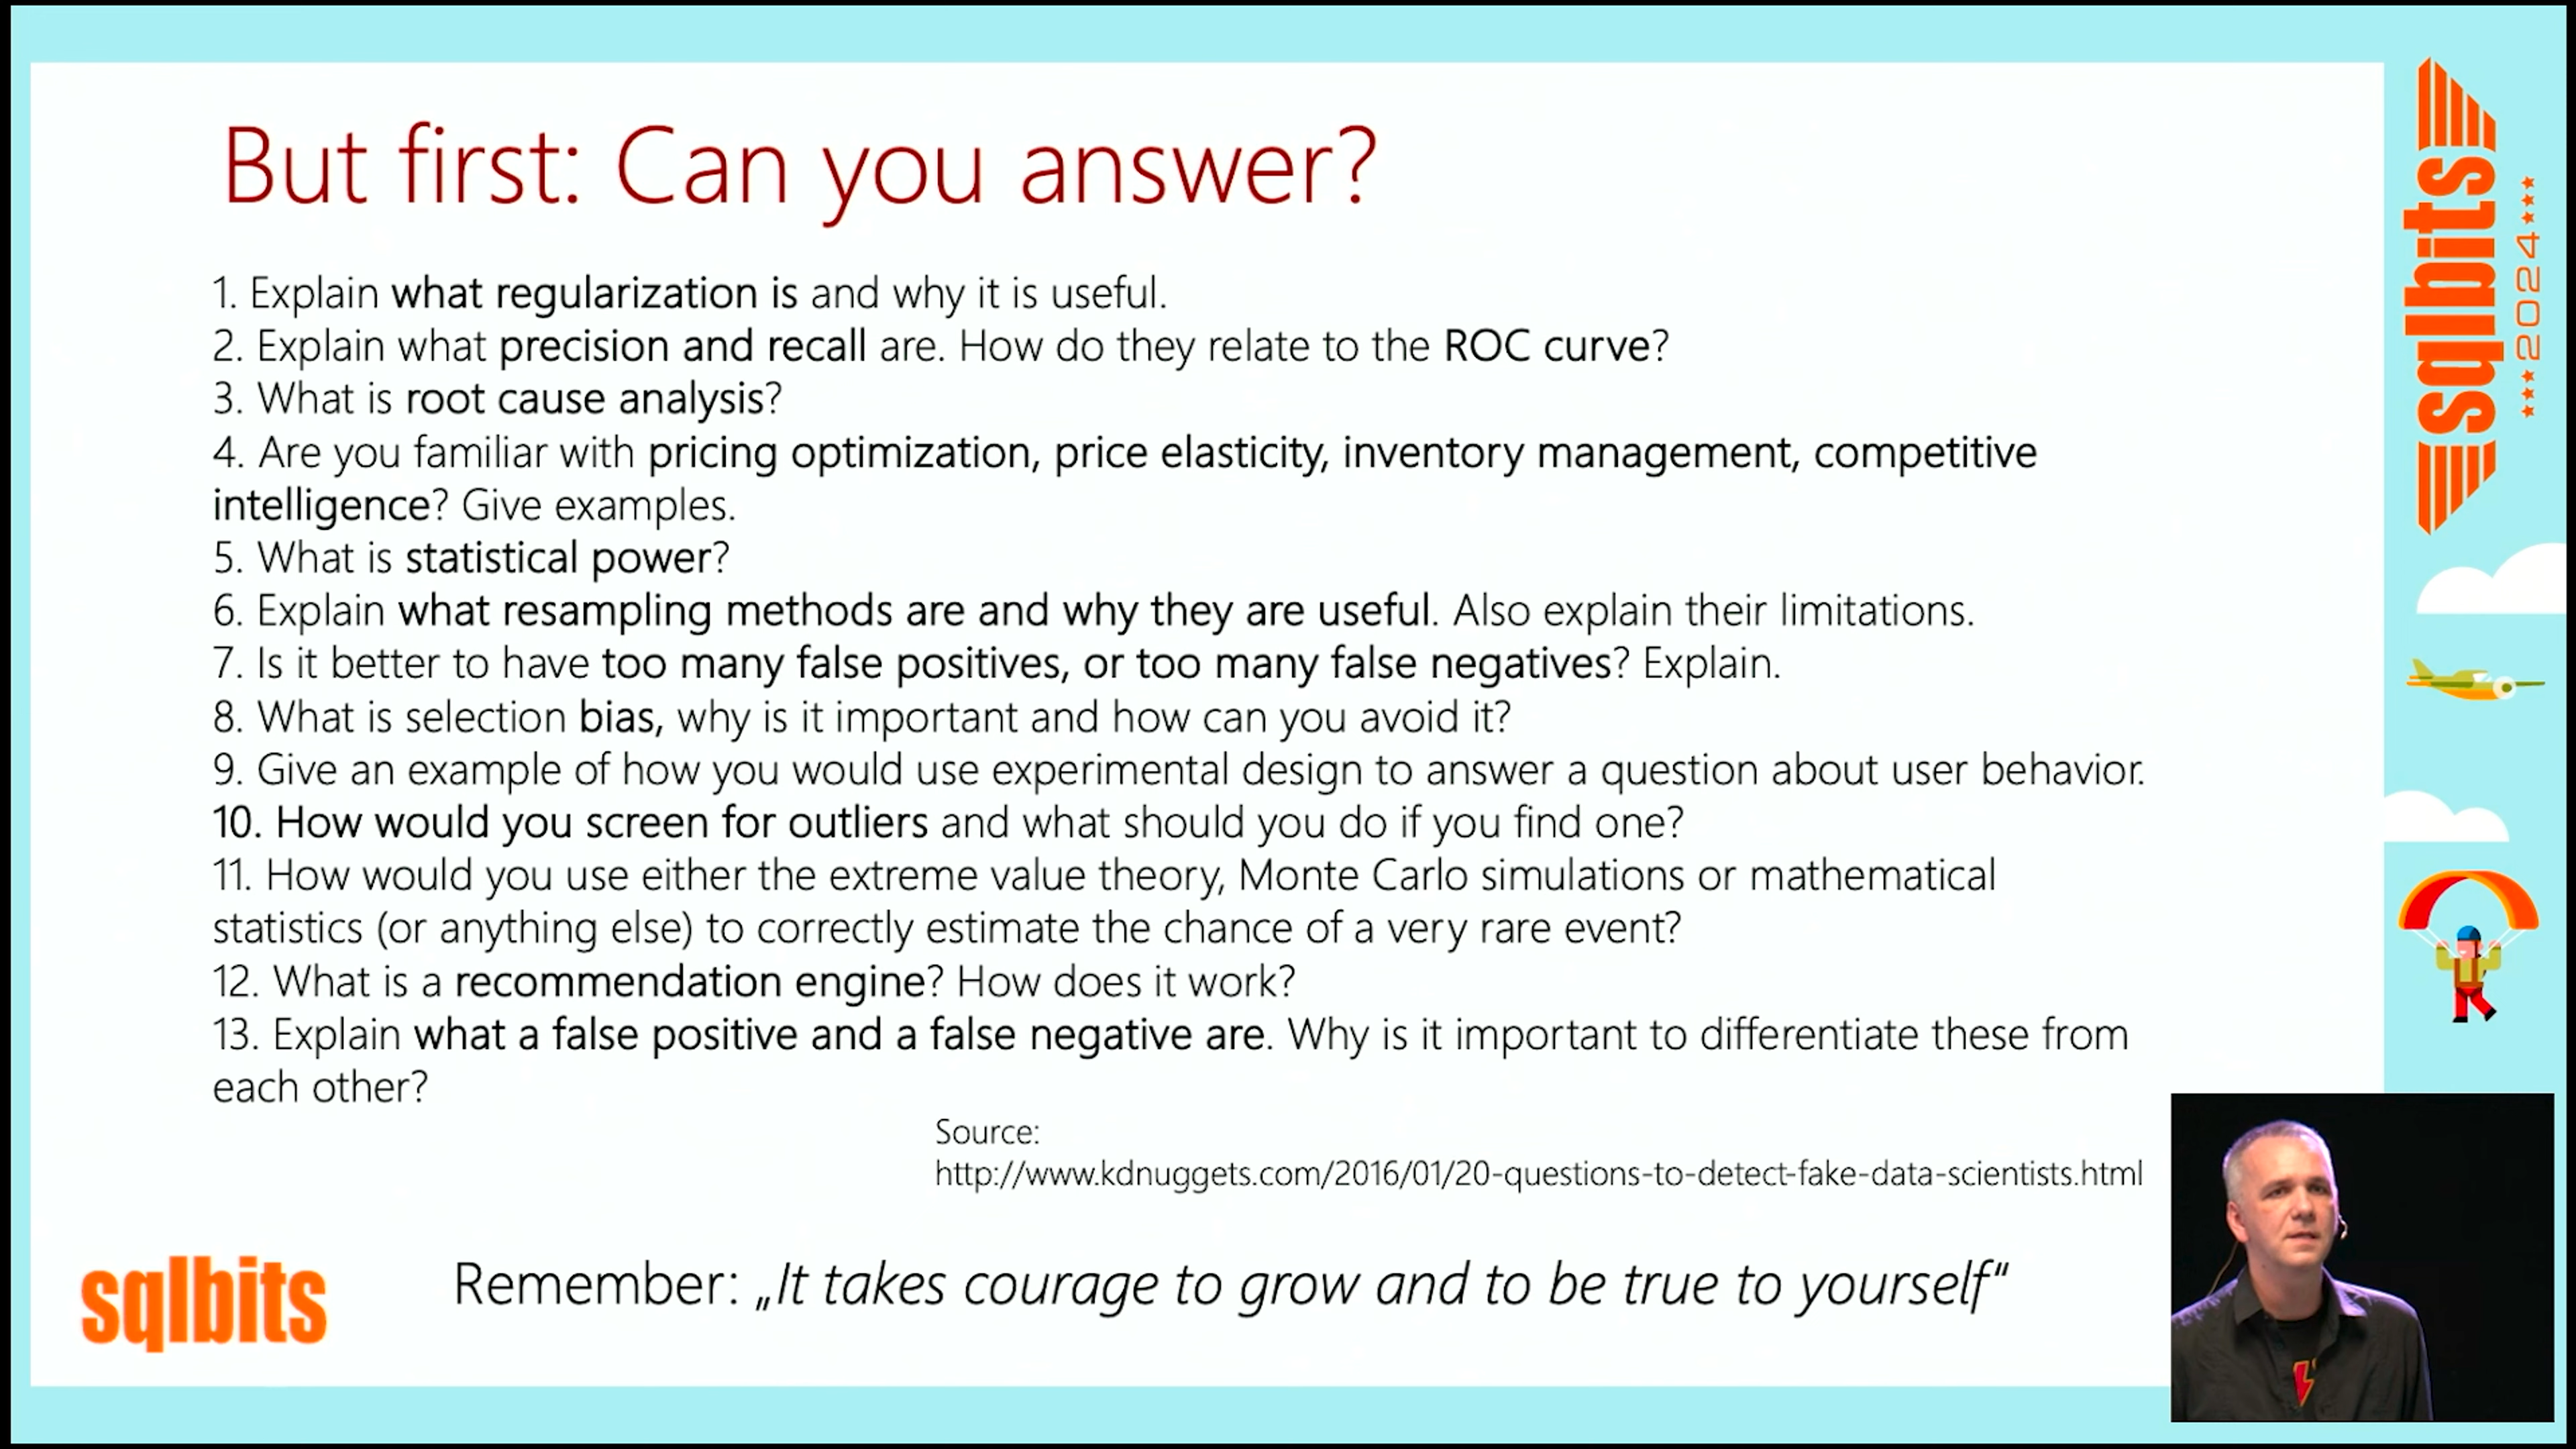 But first: Can you answer?
1. Explain what regularization is and why it is useful.
2. Explain what precision and recall are. How do they relate to the ROC curve?
3. What is root cause analysis?
4. Are you familiar with pricing optimization, price elasticity, inventory management, competitive
intelligence? Give examples.
5. What is statistical power?
6. Explain what resampling methods are and why they are useful. Also explain their limitations.
7. Is it better to have too many false positives, or too many false negatives? Explain.
8. What is selection bias, why is it important and how can you avoid it?
9. Give an example of how you would use experimental design to answer a question about user behavior.
10. How would you screen for outliers and what should you do if you find one?
11. How would you use either the extreme value theory, Monte Carlo simulations or mathematical
statistics (or anything else) to correctly estimate the chance of a very rare event?
12. What is a recommendation engine? How does it work?
13. Explain what a false positive and a false negative are. Why is it important to differentiate these from
each other?
Source:
http://www.kdnuggets.com/2016/01/20-questions-to-detect-fake-data-scientists.html
Remember: „It takes courage to grow and to be true to yourself“
sqlbits
sqlbits
2024